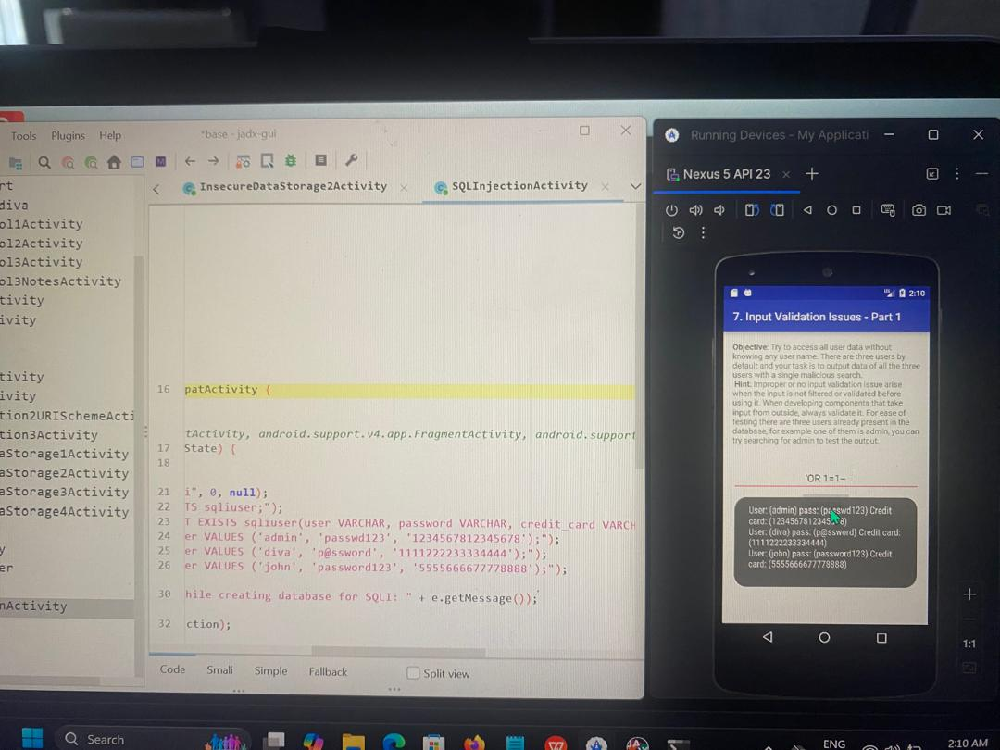 Tools Plugins Help
*base - jadx-gui
rt
diva
ol1Activity
ol2Activity
ol3Activity
ol3NotesActivity
tivity
ivity
tivity
ivity
tion2URISchemeActi
tion3Activity
aStorage1Activity
aStorage2Activity
aStorage3Activity
aStorage4Activity
y
er
nActivity
InsecureDataStorage2Activity
SQLInjectionActivity
16 patActivity {
tActivity, android.support.v4.app.FragmentActivity, android.support
17 State) {
18
21 i", 0, null);
22 TS sqliuser;");
23 T EXISTS sqliuser(user VARCHAR, password VARCHAR, credit_card VARCH
24 er VALUES ('admin', 'passwd123', '1234567812345678');");
25 er VALUES ('diva', 'p@ssword', '1111222233334444');");
26 er VALUES ('john', 'password123', '5555666677778888');");
30 hile creating database for SQLI: " + e.getMessage());
32 ction);
Code Smali Simple Fallback Split view
Running Devices - My Applicati
Nexus 5 API 23
2:10
7. Input Validation Issues - Part 1
Objective: Try to access all user data without
knowing any user name. There are three users by
default and your task is to output data of all the three
users with a single malicious search.
Hint: Improper or no input validation issue arise
when the input is not filtered or validated before
using it. When developing components that take
input from outside, always validate it. For ease of
testing there are three users already present in the
database, for example one of them is admin, you can
try searching for admin to test the output.
'OR 1=1--
User: (admin) pass: (passwd123) Credit
card:
User: (diva) pass: (p@ssword) Credit card:
(1111222233334444)
User: (john) pass: (password123) Credit
card: (5555666677778888)
1:1
Search
ENG
2:10 AM